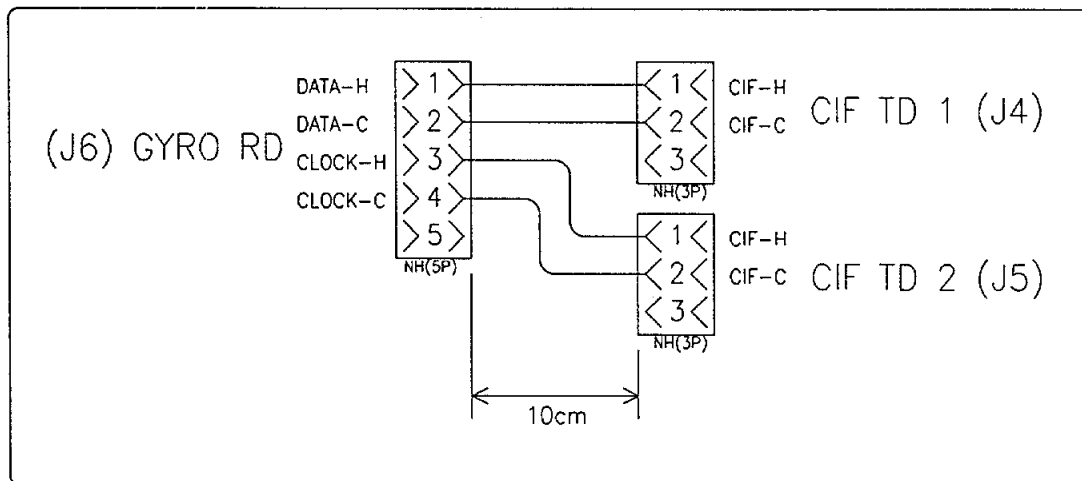 (J6) GYRO RD
DATA-H
DATA-C
CLOCK-H
CLOCK-C
1
2
3
4
5
NH(5P)
1
2
3
NH(3P)
CIF-H
CIF-C
CIF TD 1 (J4)
1
2
3
NH(3P)
CIF-H
CIF-C
CIF TD 2 (J5)
10cm